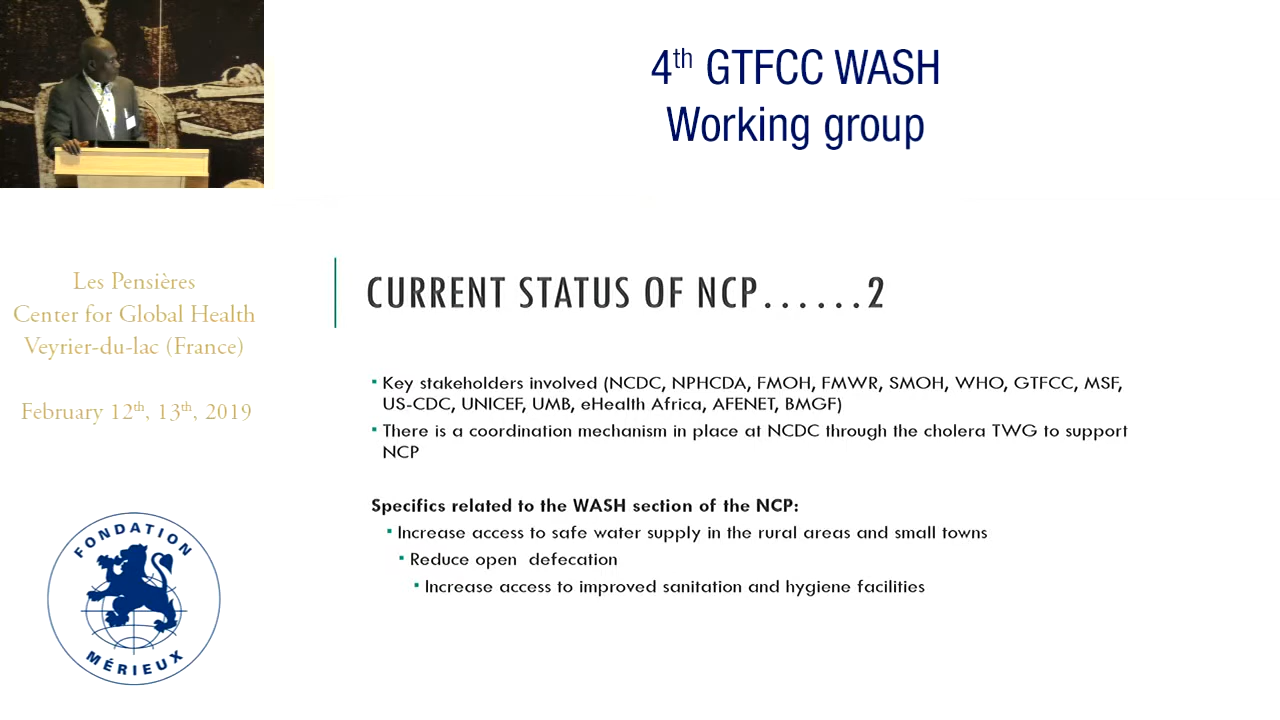 4th GTFCC WASH
Working group
Les Pensières
Center for Global Health
Veyrier-du-lac (France)
February 12th, 13th, 2019
FONDATION
MÉRIEUX
CURRENT STATUS OF NCP......2
▪ Key stakeholders involved (NCDC, NPHCDA, FMOH, FMWR, SMOH, WHO, GTFCC, MSF,
US-CDC, UNICEF, UMB, eHealth Africa, AFENET, BMGF)
▪ There is a coordination mechanism in place at NCDC through the cholera TWG to support
NCP
Specifics related to the WASH section of the NCP:
▪ Increase access to safe water supply in the rural areas and small towns
▪ Reduce open defecation
▪ Increase access to improved sanitation and hygiene facilities